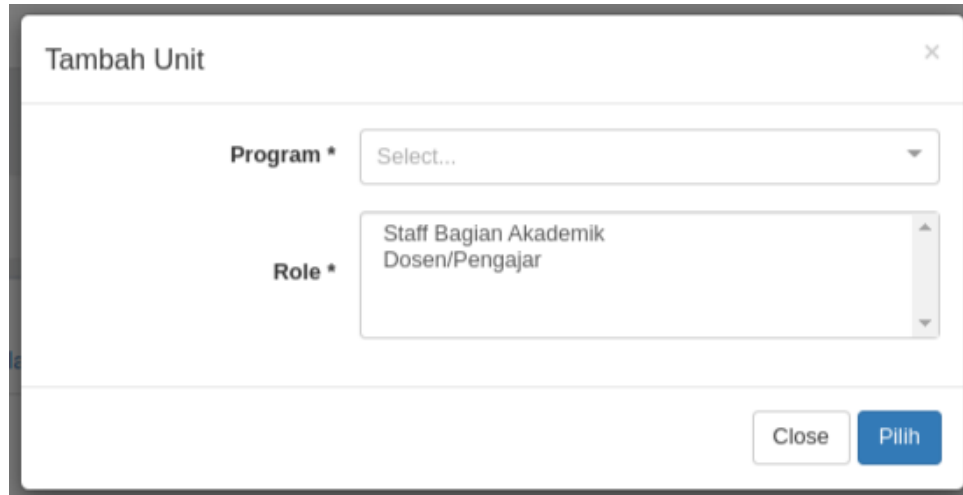 Tambah Unit ×
Program * Select...
Staff Bagian Akademik
Role * Dosen/Pengajar
Close Pilih